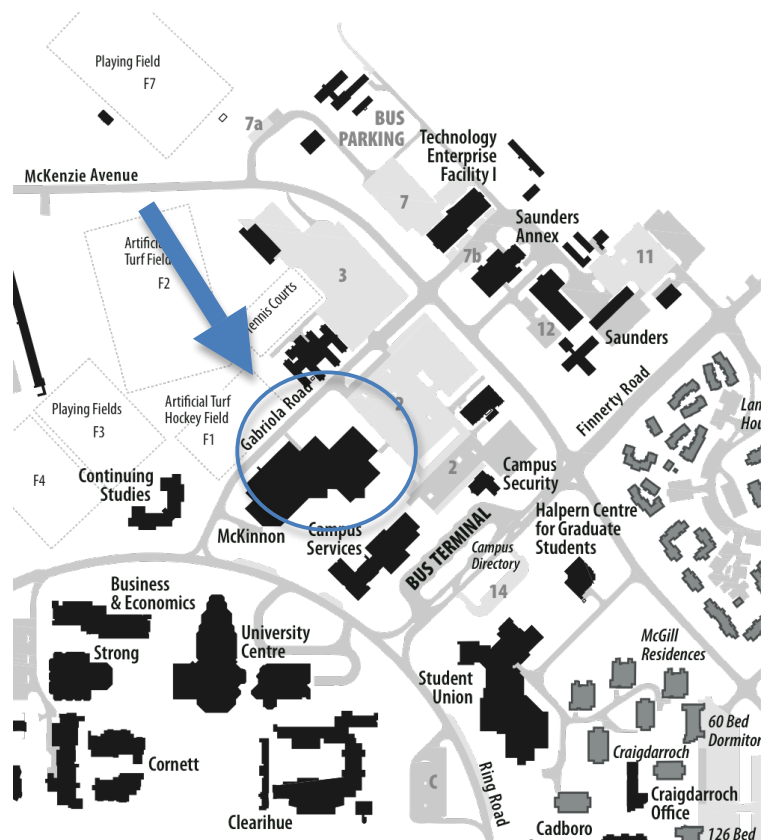 Playing Field
F7
7a
BUS
PARKING
Technology
Enterprise
Facility I
McKenzie Avenue
7
Saunders
Annex
7b
11
Artificial
Turf Field
F2
3
Tennis Courts
12
Saunders
Finnerty Road
Gabriola Road
Playing Fields
F3
Artificial Turf
Hockey Field
F1
2
2
F4
Continuing
Studies
Campus
Security
McKinnon
Campus
Services
BUS TERMINAL
Campus
Directory
Halpern Centre
for Graduate
Students
14
Business
& Economics
Strong
University
Centre
Student
Union
McGill
Residences
60 Bed
Dormitor
Cornett
Clearihue
C
Ring Road
Craigdarroch
Craigdarroch
Office
Cadboro
126 Bed